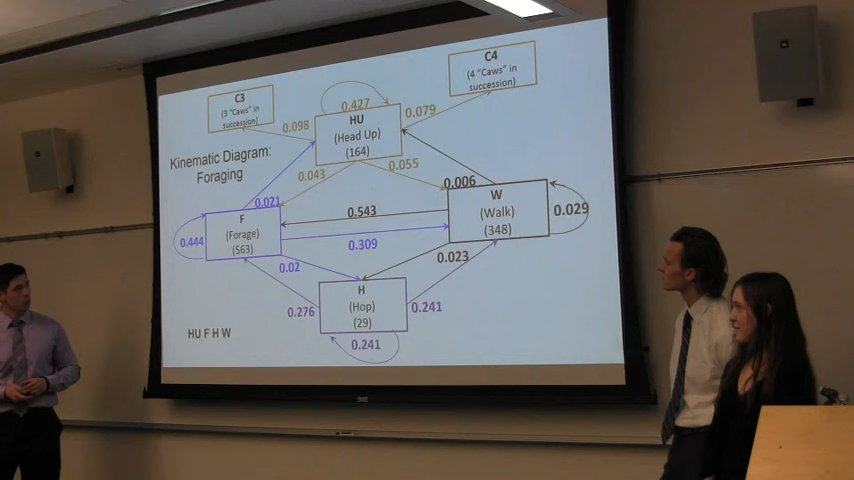 C3
(3 "Caws" in
succession)
C4
(4 "Caws" in
succession)
0.427
0.079
0.098
HU
(Head Up)
(164)
Kinematic Diagram:
Foraging
0.043
0.055
0.006
0.021
F
(Forage)
(563)
0.444
0.543
0.309
W
(Walk)
(348)
0.029
0.02
0.023
H
(Hop)
(29)
0.276
0.241
0.241
HU F H W